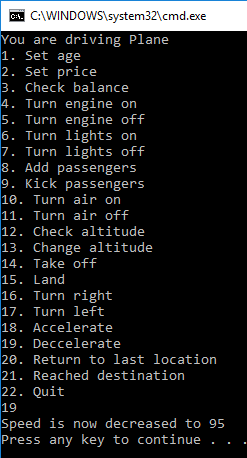 C:\WINDOWS\system32\cmd.exe
You are driving Plane
1. Set age
2. Set price
3. Check balance
4. Turn engine on
5. Turn engine off
6. Turn lights on
7. Turn lights off
8. Add passengers
9. Kick passengers
10. Turn air on
11. Turn air off
12. Check altitude
13. Change altitude
14. Take off
15. Land
16. Turn right
17. Turn left
18. Accelerate
19. Deccelerate
20. Return to last location
21. Reached destination
22. Quit
19
Speed is now decreased to 95
Press any key to continue . . .